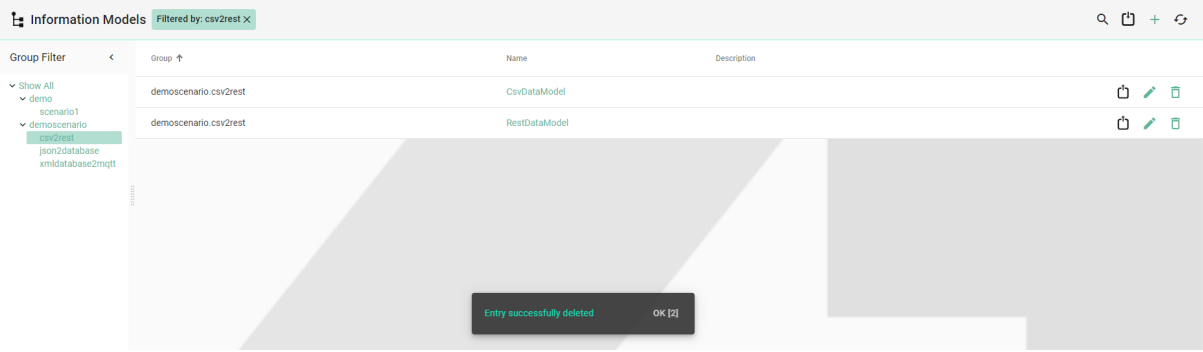 Information Models Filtered by: csv2rest
Group Filter
Show All
demo
scenario1
demoscenario
csv2rest
json2database
xmldatabase2mqtt
Group Name Description
demoscenario.csv2rest CsvDataModel
demoscenario.csv2rest RestDataModel
Entry successfully deleted OK [2]